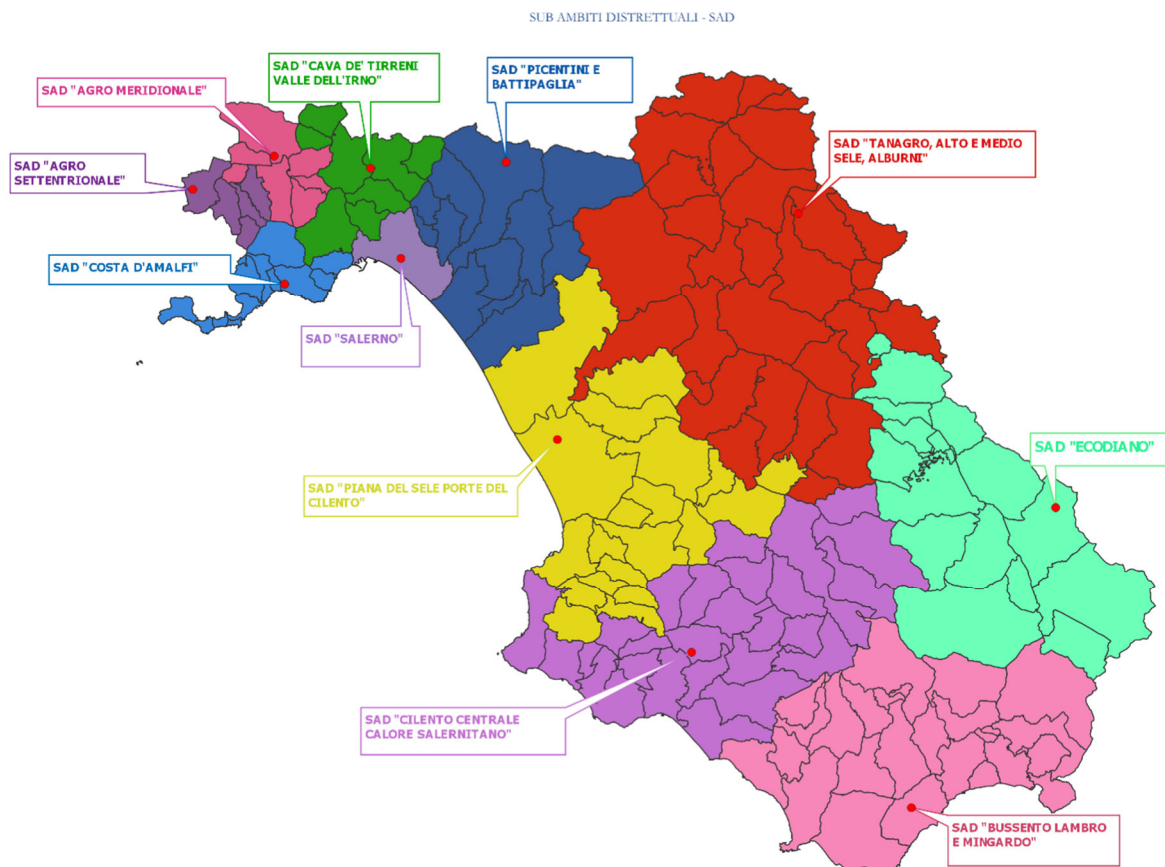 SUB AMBITI DISTRETTUALI - SAD
SAD "CAVA DE' TIRRENI
VALLE DELL'IRNO"
SAD "PICENTINI E
BATTIPAGLIA"
SAD "AGRO MERIDIONALE"
SAD "TANAGRO, ALTO E MEDIO
SELE, ALBURNI"
SAD "AGRO
SETTENTRIONALE"
SAD "COSTA D'AMALFI"
SAD "SALERNO"
SAD "ECODIANO"
SAD "PIANA DEL SELE PORTE DEL
CILENTO"
SAD "CILENTO CENTRALE
CALORE SALERNITANO"
SAD "BUSSENTO LAMBRO
E MINGARDO"